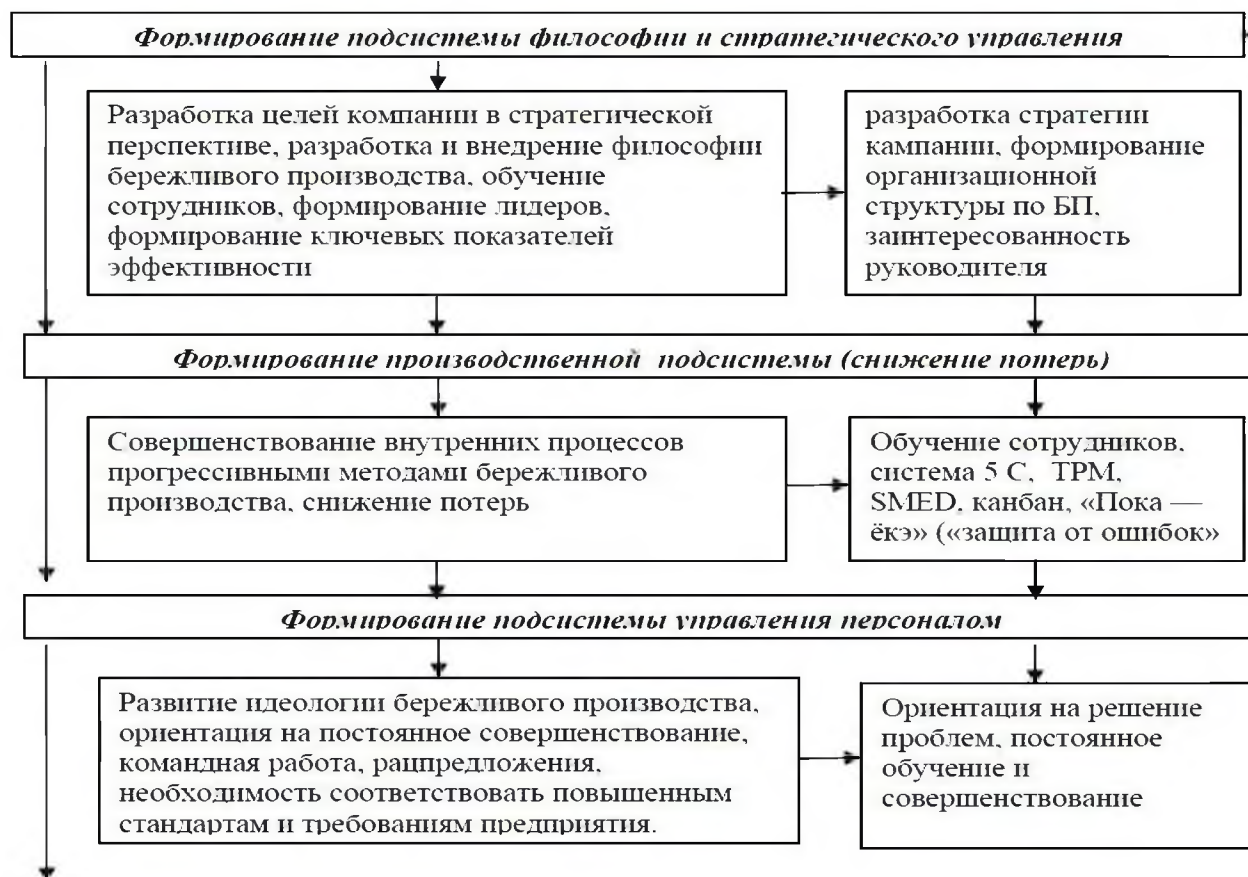 Формирование подсистемы философии и стратегического управления
Разработка целей компании в стратегической
перспективе, разработка и внедрение философии
бережливого производства, обучение
сотрудников, формирование лидеров,
формирование ключевых показателей
эффективности
разработка стратегии
кампании, формирование
организационной
структуры по БП,
заинтересованность
руководителя
Формирование производственной подсистемы (снижение потерь)
Совершенствование внутренних процессов
прогрессивными методами бережливого
производства, снижение потерь
Обучение сотрудников,
система 5 С, ТРМ,
SMED, канбан, «Пока —
ёкэ» («защита от ошибок»
Формирование подсистемы управления персоналом
Развитие идеологии бережливого производства,
ориентация на постоянное совершенствование,
командная работа, рацпредложения,
необходимость соответствовать повышенным
стандартам и требованиям предприятия.
Ориентация на решение
проблем, постоянное
обучение и
совершенствование